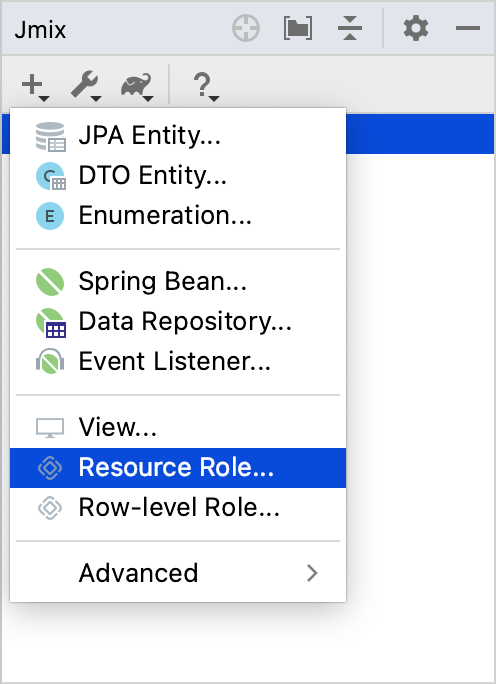 Jmix
?
JPA Entity...
C
DTO Entity...
E
Enumeration...
Spring Bean...
Data Repository...
Event Listener...
View...
Resource Role...
Row-level Role...
Advanced